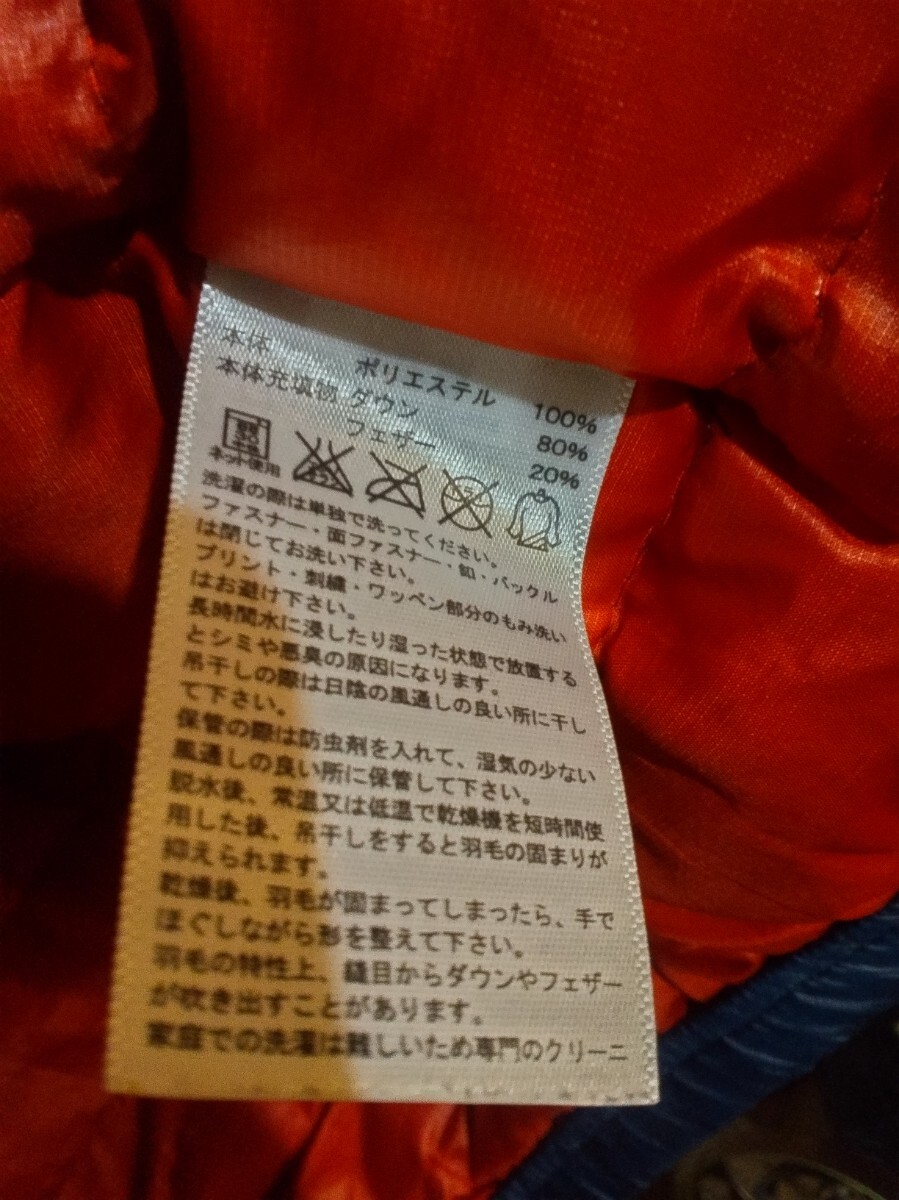 本体 ポリエステル 100%
本体充填物 ダウン 80%
フェザー 20%
ネット使用
洗濯の際は単独で洗ってください。
ファスナー・面ファスナー・釦・バックル
は閉じてお洗い下さい。
プリント・刺繍・ワッペン部分のもみ洗い
はお避け下さい。
長時間水に浸したり湿った状態で放置する
とシミや悪臭の原因になります。
吊干しの際は日陰の風通しの良い所に干し
て下さい。
保管の際は防虫剤を入れて、湿気の少ない
風通しの良い所に保管して下さい。
脱水後、常温又は低温で乾燥機を短時間使
用した後、吊干しをすると羽毛の固まりが
抑えられます。
乾燥後、羽毛が固まってしまったら、手で
ほぐしながら形を整えて下さい。
羽毛の特性上、縫目からダウンやフェザー
が吹き出すことがあります。
家庭での洗濯は難しいため専門のクリーニ